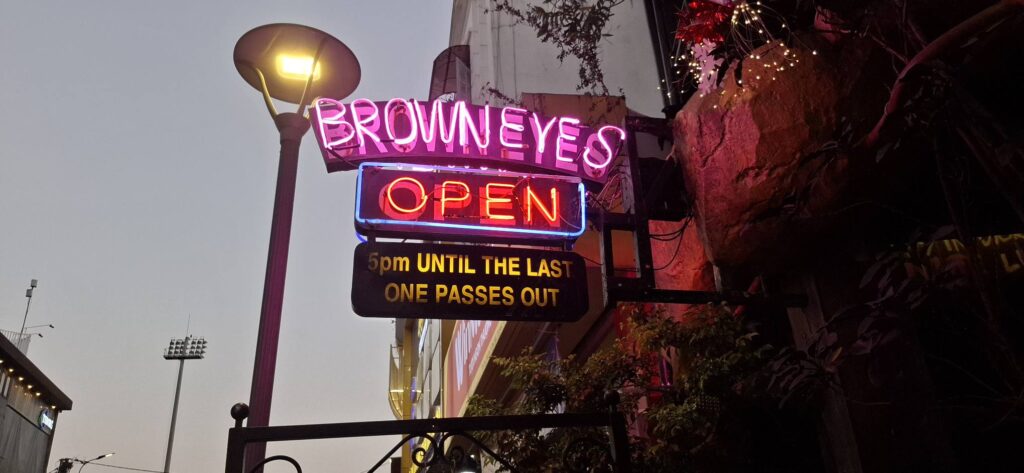 BROWN EYES
OPEN
5pm UNTIL THE LAST
ONE PASSES OUT